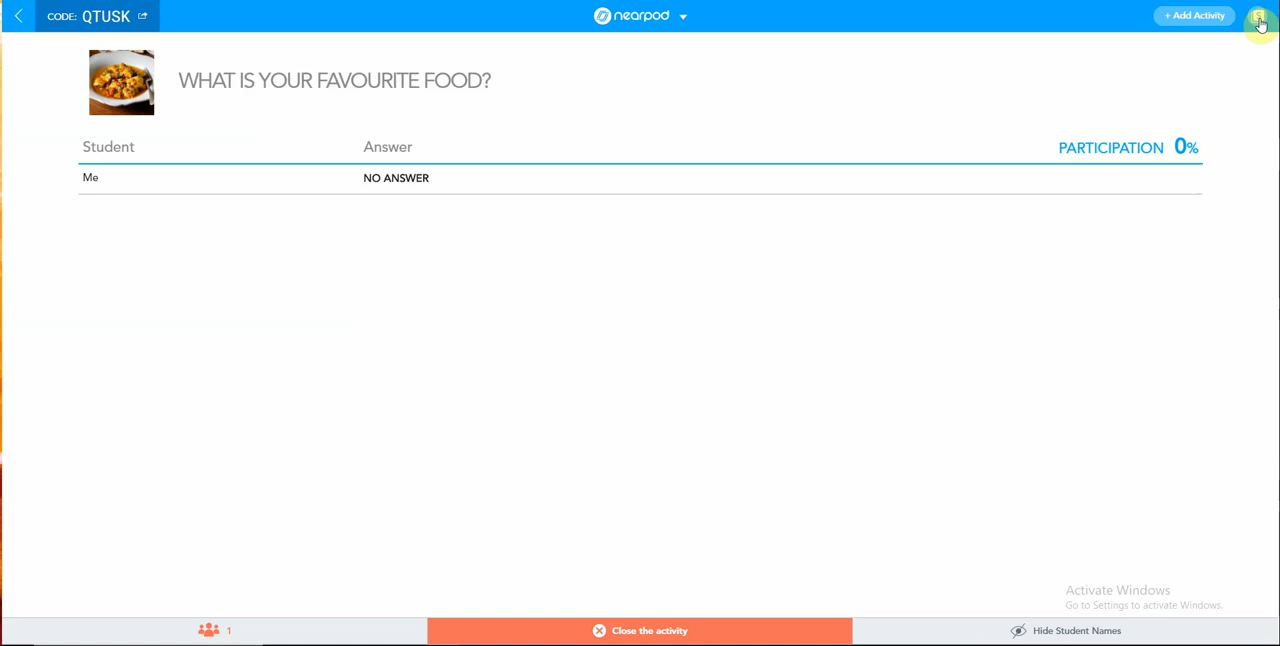 CODE: QTUSK
nearpod
+ Add Activity
WHAT IS YOUR FAVOURITE FOOD?
Student Answer PARTICIPATION 0%
Me NO ANSWER
Activate Windows
Go to Settings to activate Windows.
1
Close the activity
Hide Student Names